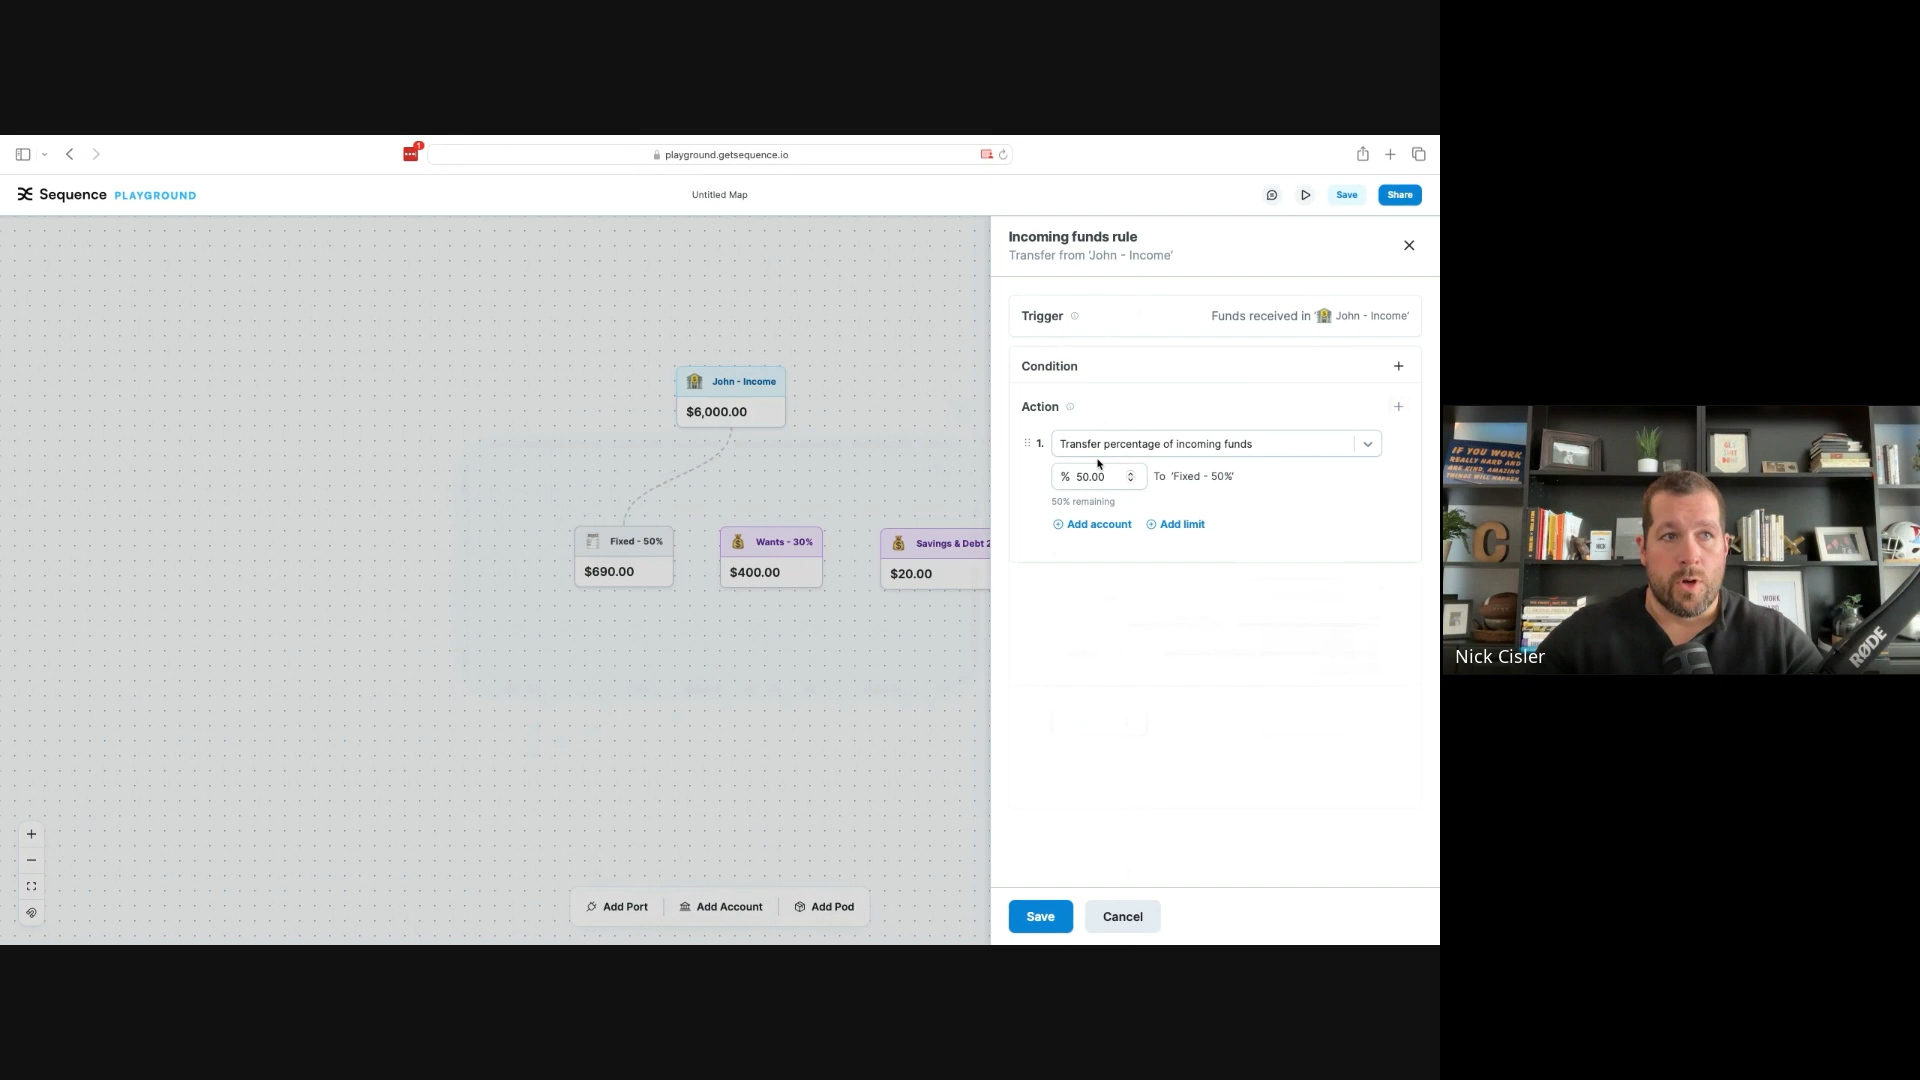 1
playground.getsequence.io
Sequence PLAYGROUND
Untitled Map
Save
Share
Incoming funds rule
Transfer from 'John - Income'
Trigger
Funds received in ' John - Income'
Condition
Action
1. Transfer percentage of incoming funds
% 50.00 To 'Fixed - 50%'
50% remaining
Add account
Add limit
John - Income
$6,000.00
Fixed - 50%
$690.00
Wants - 30%
$400.00
Savings & Debt 2
$20.00
Add Port
Add Account
Add Pod
Save
Cancel
IF YOU WORK
REALLY HARD AND
ARE KIND, AMAZING
THINGS WILL HAPPEN
C
NICK
WORK
RØDE
Nick Cisler